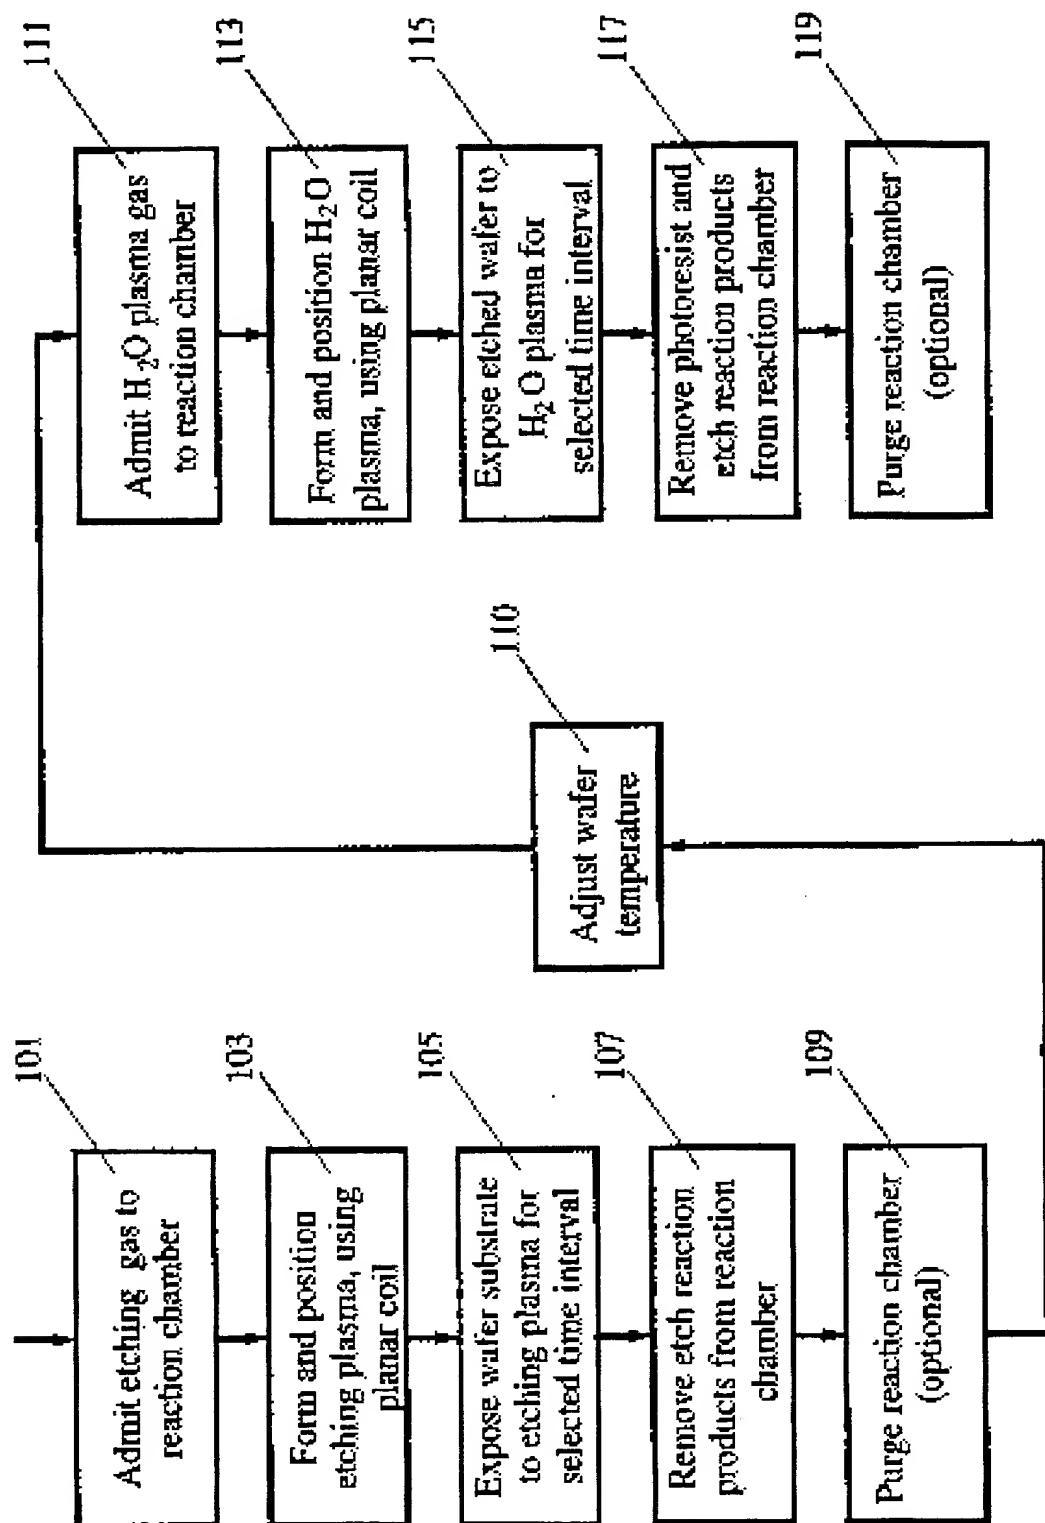 101
Admit etching gas to
reaction chamber
103
Form and position
etching plasma, using
planar coil
105
Expose wafer substrate
to etching plasma for
selected time interval
107
Remove etch reaction
products from reaction
chamber
109
Purge reaction chamber
(optional)
110
Adjust wafer
temperature
111
Admit H₂O plasma gas
to reaction chamber
113
Form and position H₂O
plasma, using planar coil
115
Expose etched wafer to
H₂O plasma for
selected time interval
117
Remove photoresist and
etch reaction products
from reaction chamber
119
Purge reaction chamber
(optional)